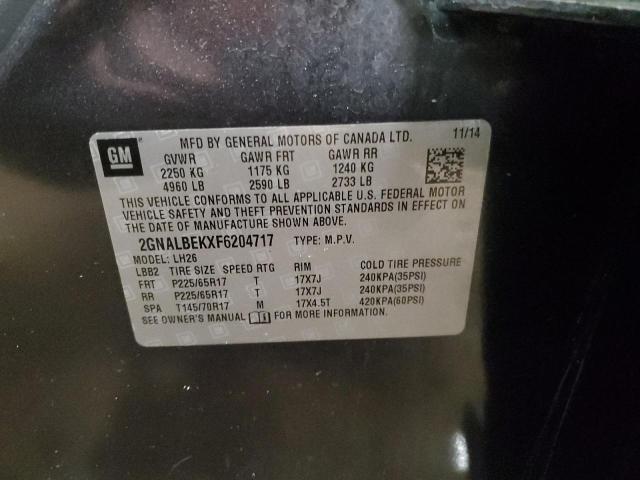 GM
MFD BY GENERAL MOTORS OF CANADA LTD. 11/14
GVWR GAWR FRT GAWR RR
2250 KG 1175 KG 1240 KG
4960 LB 2590 LB 2733 LB
THIS VEHICLE CONFORMS TO ALL APPLICABLE U.S. FEDERAL MOTOR
VEHICLE SAFETY AND THEFT PREVENTION STANDARDS IN EFFECT ON
THE DATE OF MANUFACTURE SHOWN ABOVE.
2GNALBEKXF6204717 TYPE: M.P.V.
MODEL: LH26
LBB2 TIRE SIZE SPEED RTG RIM COLD TIRE PRESSURE
FRT P225/65R17 T 17X7J 240KPA(35PSI)
RR P225/65R17 T 17X7J 240KPA(35PSI)
SPA T145/70R17 M 17X4.5T 420KPA(60PSI)
SEE OWNER'S MANUAL FOR MORE INFORMATION.